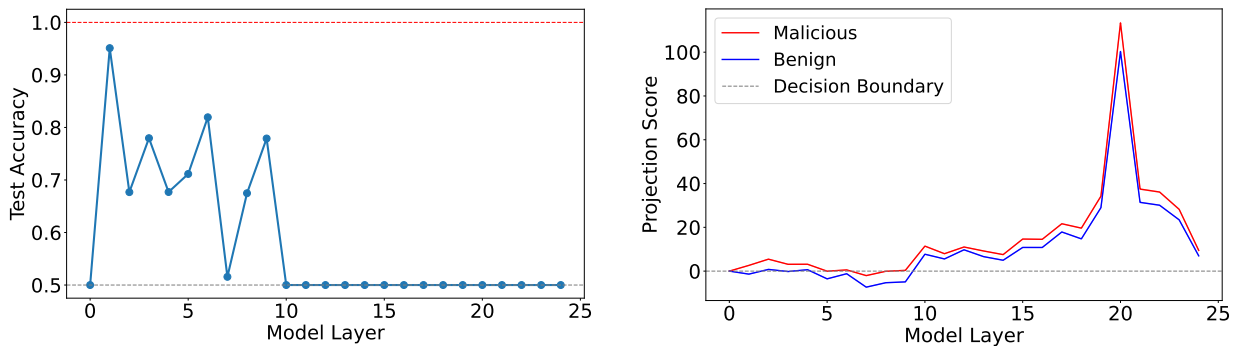 1.0
0.9
0.8
0.7
0.6
0.5
Test Accuracy
0 5 10 15 20 25
Model Layer
Malicious
Benign
Decision Boundary
100
80
60
40
20
0
Projection Score
0 5 10 15 20 25
Model Layer